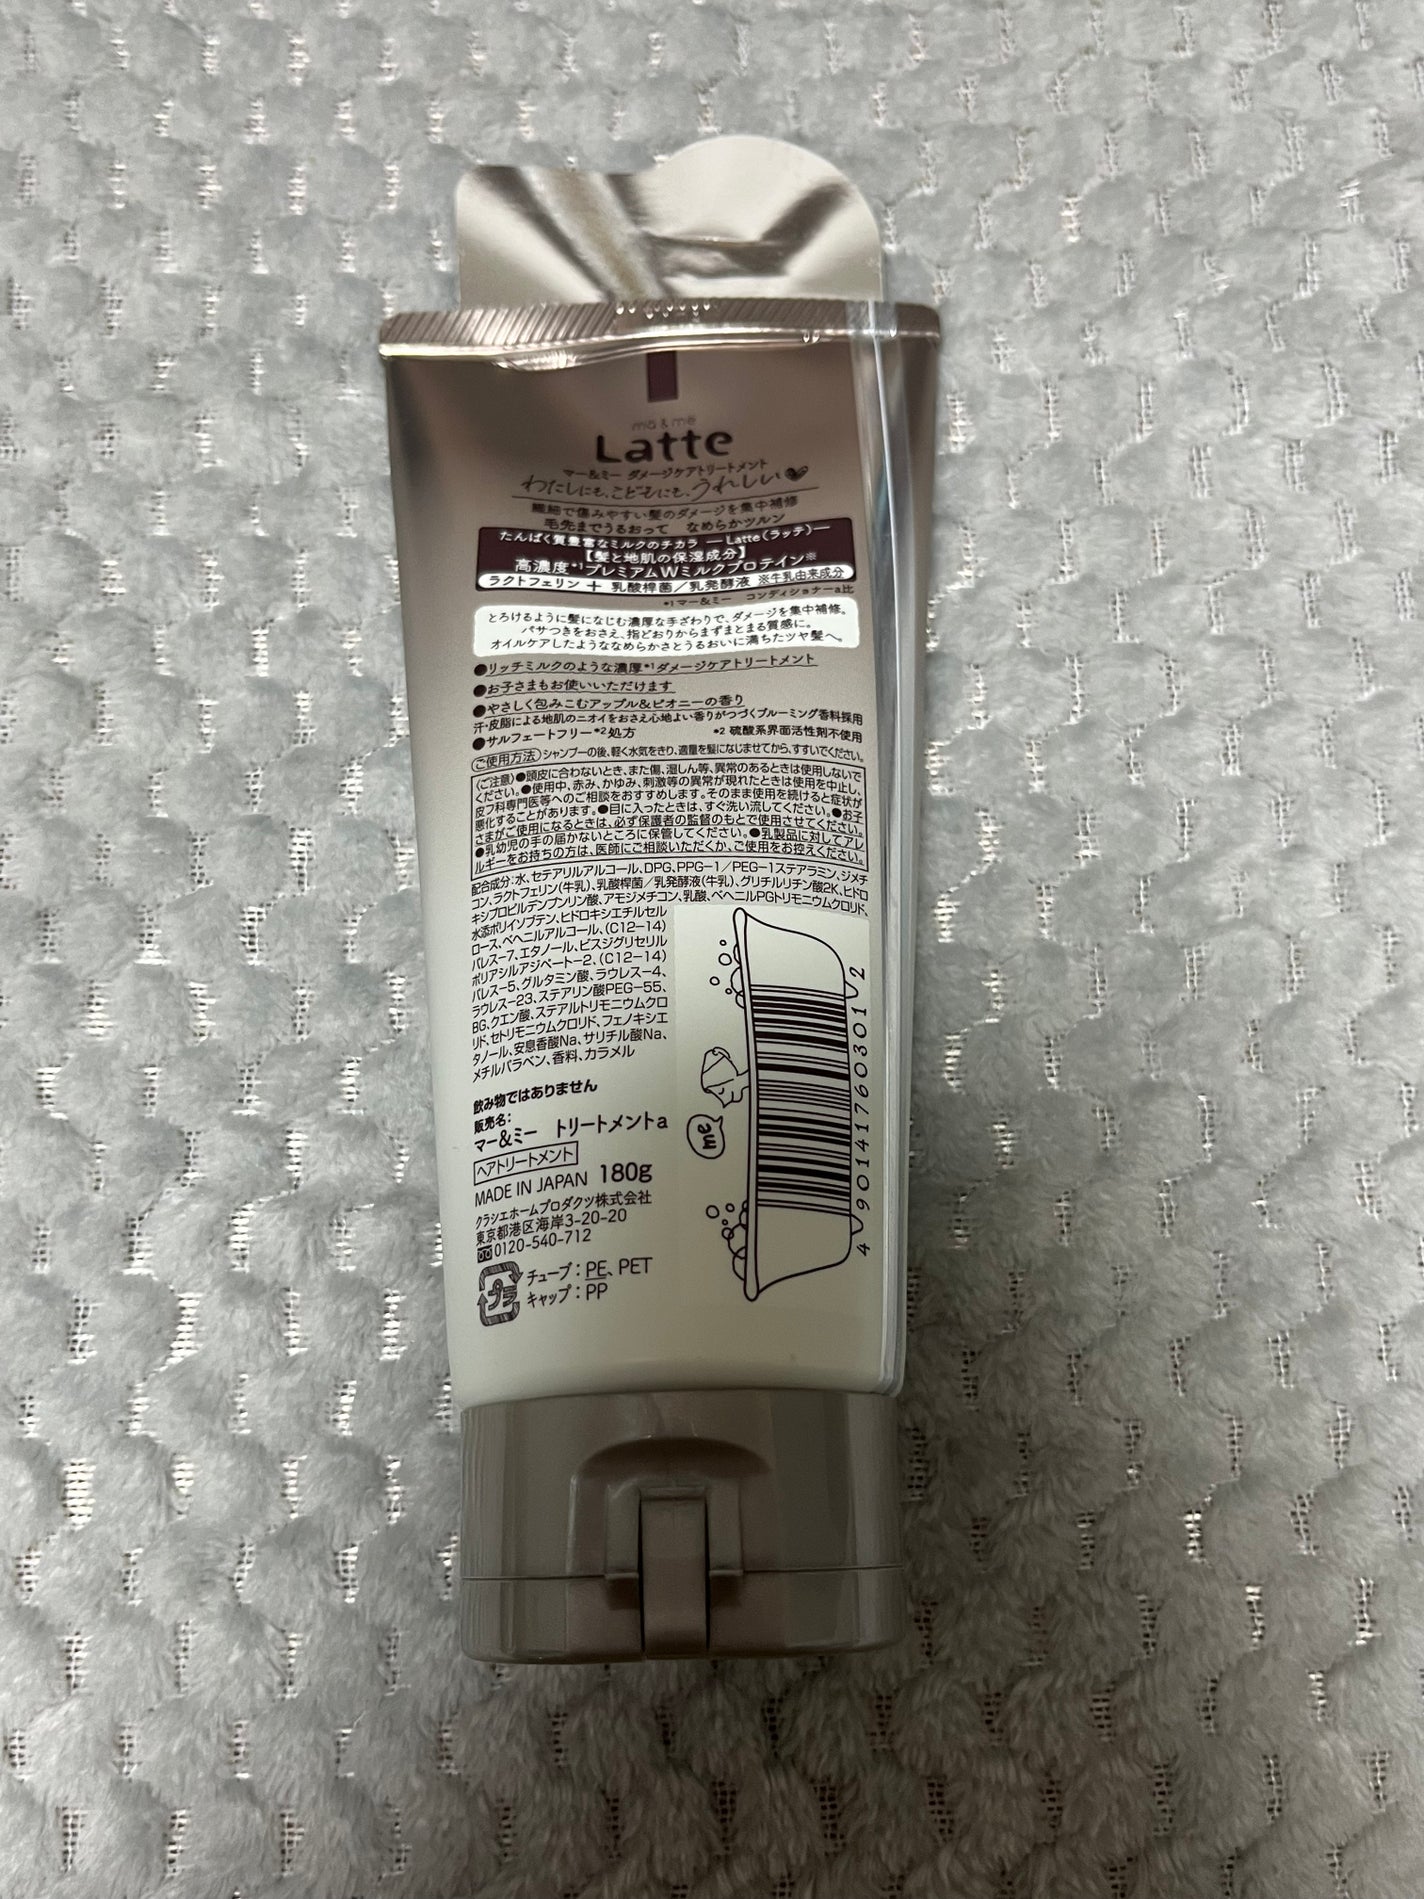 ma & me
Latte
マー&ミー ダメージケアトリートメント
わたしにも、こどもにも、うれしい
繊細で傷みやすい髪のダメージを集中補修
毛先までうるおって なめらかツルン
たんぱく質豊富なミルクのチカラ ―Latte(ラッテ)―
【髪と地肌の保湿成分】
高濃度*1プレミアムWミルクプロテイン※
ラクトフェリン + 乳酸桿菌/乳発酵液 ※牛乳由来成分
*1マー&ミー コンディショナーa比
とろけるように髪になじむ濃厚な手ざわりで、ダメージを集中補修。
パサつきをおさえ、指どおりからまずまとまる質感に。
オイルケアしたようななめらかさとうるおいに満ちたツヤ髪へ。
●リッチミルクのような濃厚*1ダメージケアトリートメント
●お子さまもお使いいただけます
●やさしく包みこむアップル&ピオニーの香り
汗・皮脂による地肌のニオイをおさえ心地よい香りがつづくブルーミング香料採用
●サルフェートフリー*2処方 *2 硫酸系界面活性剤不使用
ご使用方法 シャンプーの後、軽く水気をきり、適量を髪になじませてから、すすいでください。
〈ご注意〉●頭皮に合わないとき、また傷、湿しん等、異常のあるときは使用しないで
ください。●使用中、赤み、かゆみ、刺激等の異常が現れたときは使用を中止し、
皮フ科専門医等へのご相談をおすすめします。そのまま使用を続けると症状が
悪化することがあります。●目に入ったときは、すぐ洗い流してください。●お子
さまがご使用になるときは、必ず保護者の監督のもとで使用させてください。
●乳幼児の手の届かないところに保管してください。●乳製品に対してアレ
ルギーをお持ちの方は、医師にご相談いただくか、ご使用をお控えください。
配合成分:水、セテアリルアルコール、DPG、PPG-1/PEG-1ステアラミン、ジメチ
コン、ラクトフェリン(牛乳)、乳酸桿菌/乳発酵液(牛乳)、グリチルリチン酸2K、ヒドロ
キシプロピルデンプンリン酸、アモジメチコン、乳酸、ベヘニルPGトリモニウムクロリド、
水添ポリイソブテン、ヒドロキシエチルセル
ロース、ベヘニルアルコール、(C12-14)
パレス-7、エタノール、ビスジグリセリル
ポリアシルアジペート-2、(C12-14)
パレス-5、グルタミン酸、ラウレス-4、
ラウレス-23、ステアリン酸PEG-55、
BG、クエン酸、ステアルトリモニウムクロ
リド、セトリモニウムクロリド、フェノキシエ
タノール、安息香酸Na、サリチル酸Na、
メチルパラベン、香料、カラメル
飲み物ではありません
販売名:
マー&ミー トリートメントa
ヘアトリートメント
MADE IN JAPAN 180g
クラシエホームプロダクツ株式会社
東京都港区海岸3-20-20
0120-540-712
プラ
チューブ:PE、PET
キャップ:PP
me
4 901417 603012